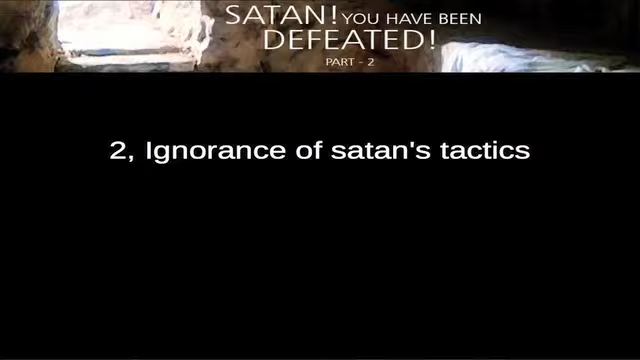 SATAN! YOU HAVE BEEN
DEFEATED!
PART - 2
2, Ignorance of satan's tactics